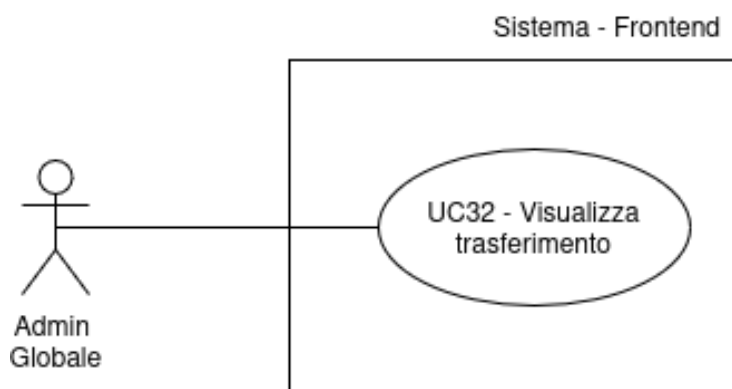 Sistema - Frontend
UC32 - Visualizza
trasferimento
Admin
Globale